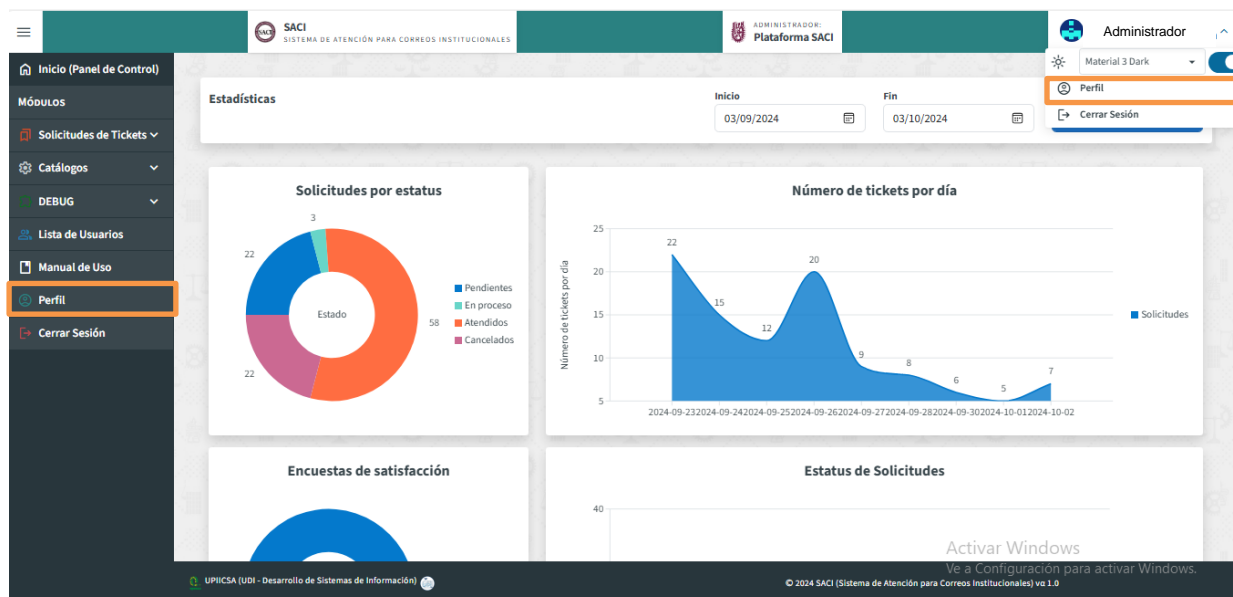 SACI
SISTEMA DE ATENCIÓN PARA CORREOS INSTITUCIONALES
ADMINISTRADOR:
Plataforma SACI
Administrador
Material 3 Dark
Perfil
Cerrar Sesión
Inicio (Panel de Control)
MÓDULOS
Solicitudes de Tickets
Catálogos
DEBUG
Lista de Usuarios
Manual de Uso
Perfil
Cerrar Sesión
Estadísticas
Inicio
03/09/2024
Fin
03/10/2024
Solicitudes por estatus
3
22
58
22
Estado
Pendientes
En proceso
Atendidos
Cancelados
Número de tickets por día
Número de tickets por día
25
20
15
10
5
22
15
12
20
9
8
6
5
7
2024-09-23 2024-09-24 2024-09-25 2024-09-26 2024-09-27 2024-09-28 2024-09-30 2024-10-01 2024-10-02
Solicitudes
Encuestas de satisfacción
Estatus de Solicitudes
40
Activar Windows
Ve a Configuración para activar Windows.
UPIICSA (UDI - Desarrollo de Sistemas de Información)
© 2024 SACI (Sistema de Atención para Correos Institucionales) vα 1.0